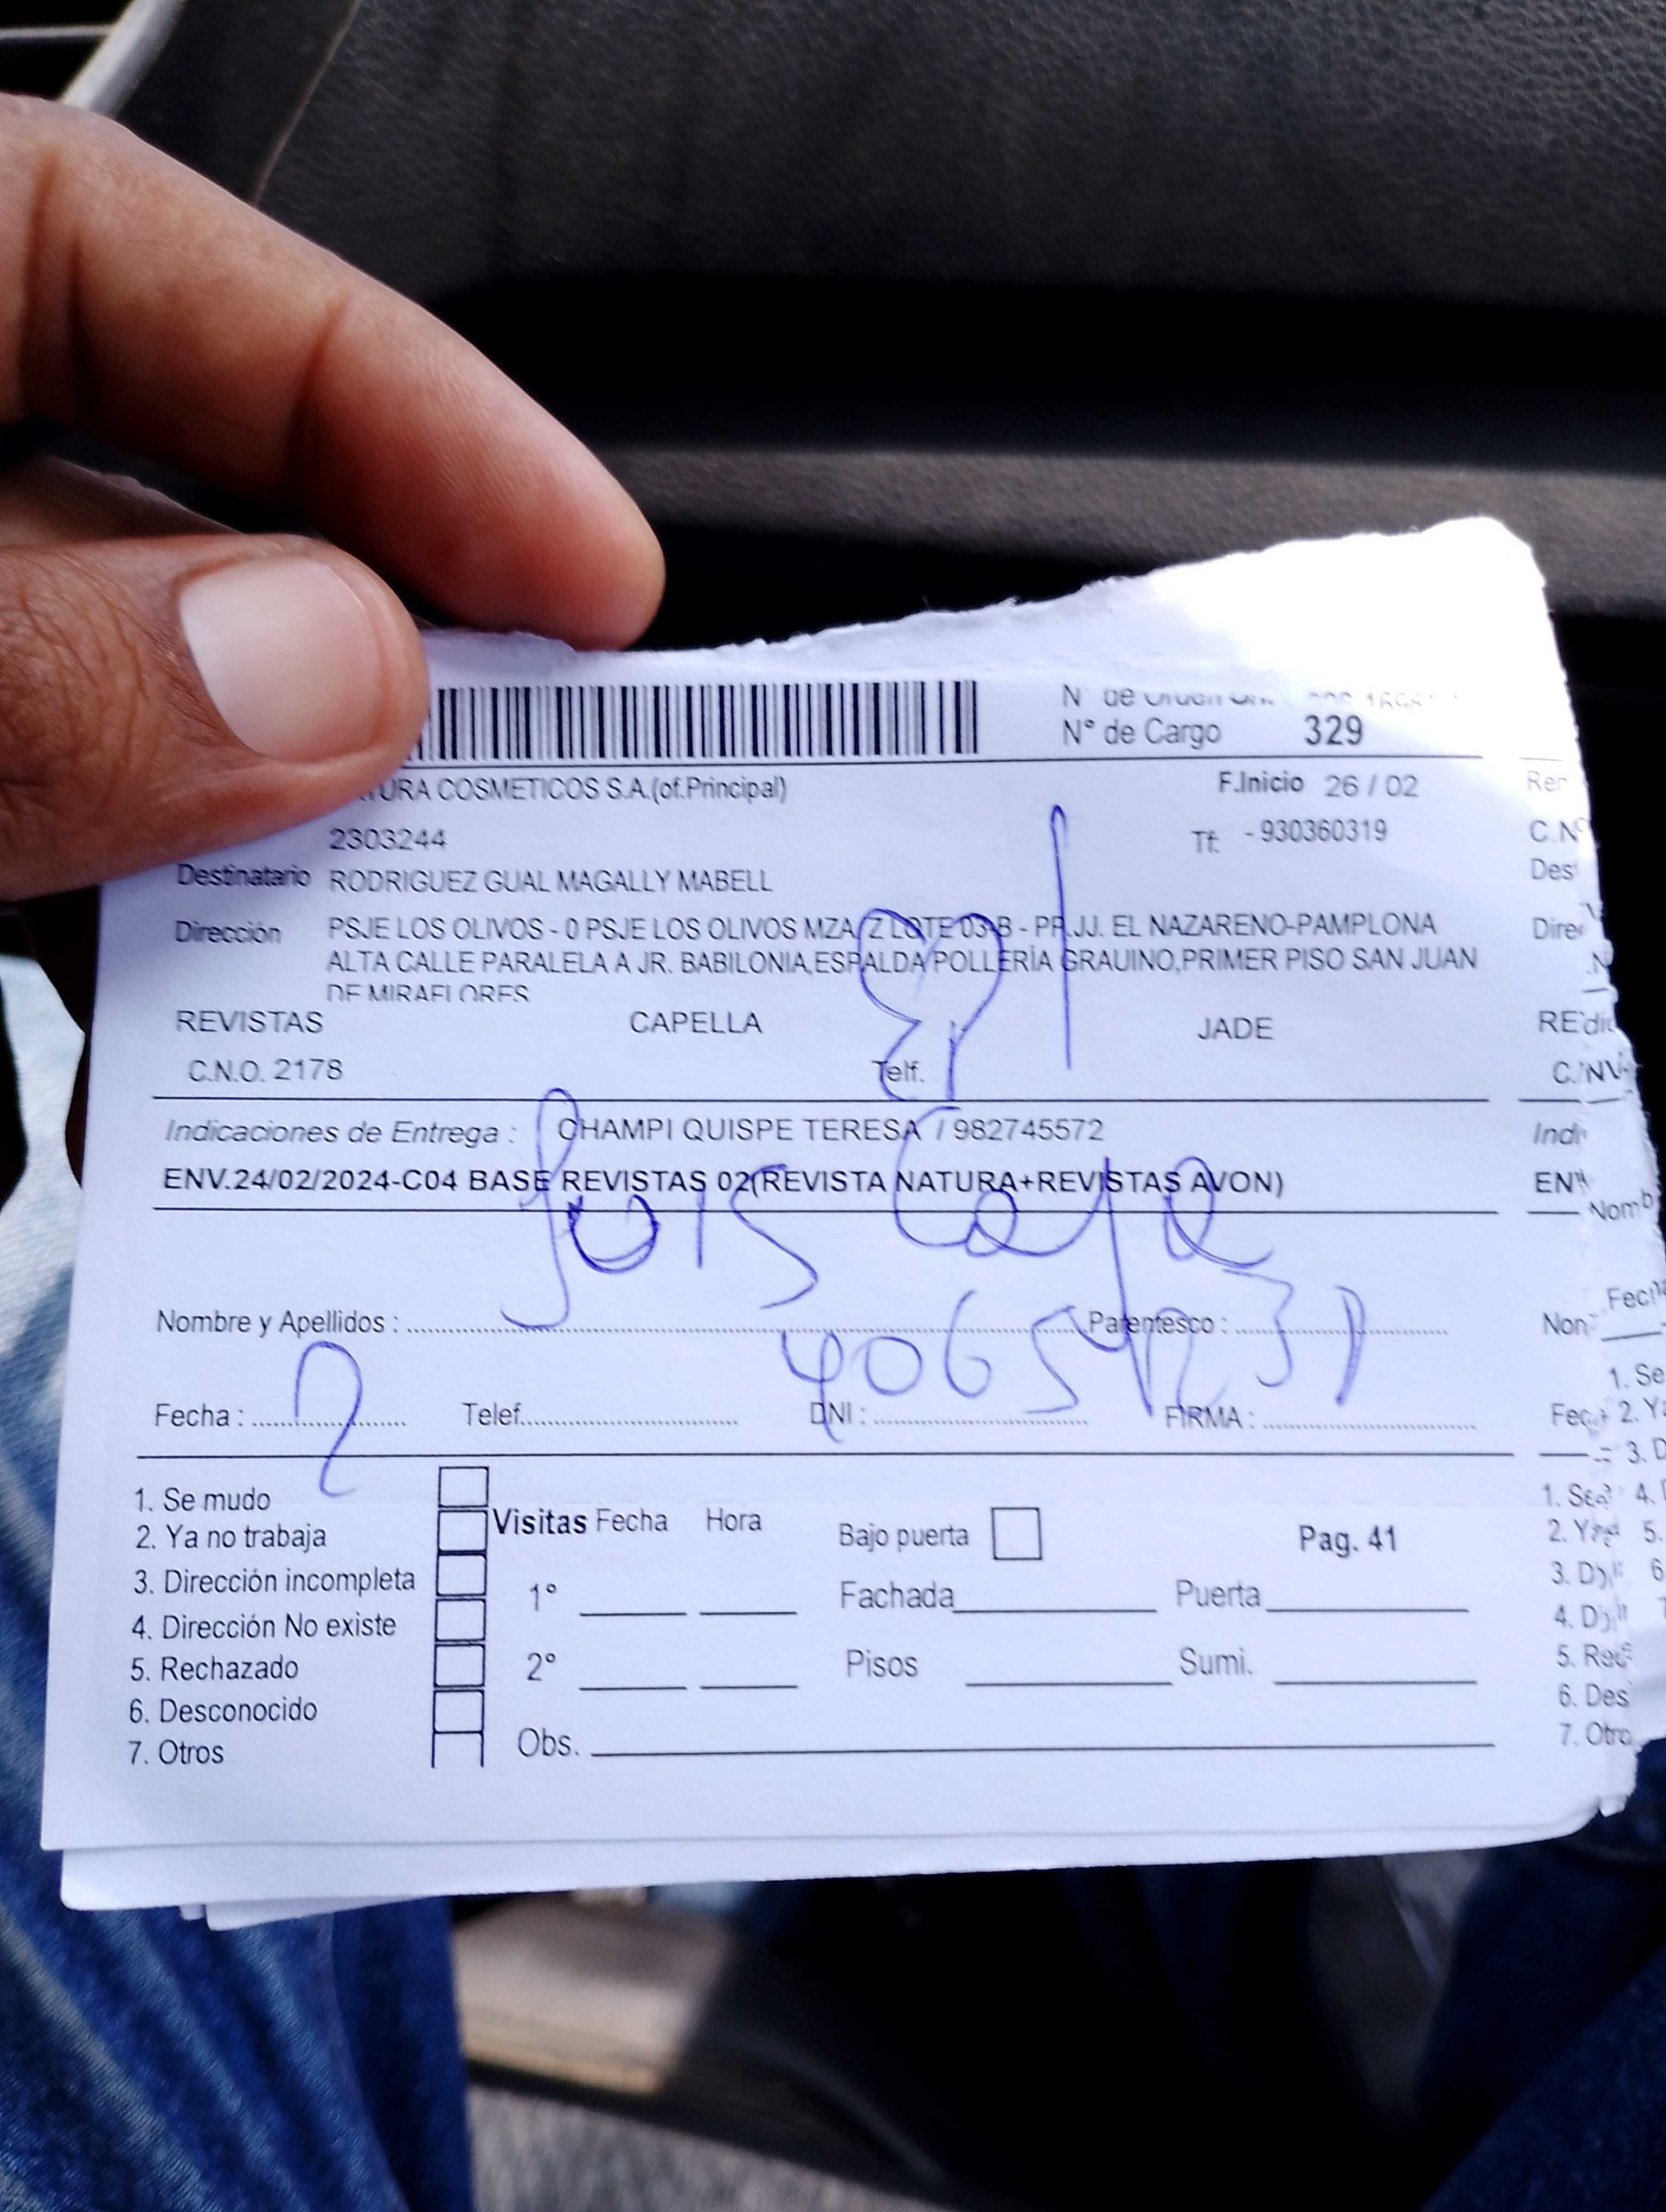 N° de Orden
N° de Cargo 329
TURA COSMETICOS S.A.(of.Principal) F.Inicio 26 / 02
2303244 Tf: - 930360319
Destinatario RODRIGUEZ GUAL MAGALLY MABELL
Dirección PSJE LOS OLIVOS - 0 PSJE LOS OLIVOS MZA Z LOTE 03-B - PP.JJ. EL NAZARENO-PAMPLONA
ALTA CALLE PARALELA A JR. BABILONIA,ESPALDA POLLERÍA GRAUINO,PRIMER PISO SAN JUAN
DE MIRAFLORES
REVISTAS CAPELLA JADE
C.N.O. 2178 Telf.
Indicaciones de Entrega : CHAMPI QUISPE TERESA / 982745572
ENV.24/02/2024-C04 BASE REVISTAS 02(REVISTA NATURA+REVISTAS AVON)
Nombre y Apellidos : Parentesco :
Fecha : Telef. DNI : FIRMA :
1. Se mudo
2. Ya no trabaja
3. Dirección incompleta
4. Dirección No existe
5. Rechazado
6. Desconocido
7. Otros
Visitas Fecha Hora
1°
2°
Obs.
Bajo puerta Pag. 41
Fachada Puerta
Pisos Sumi.